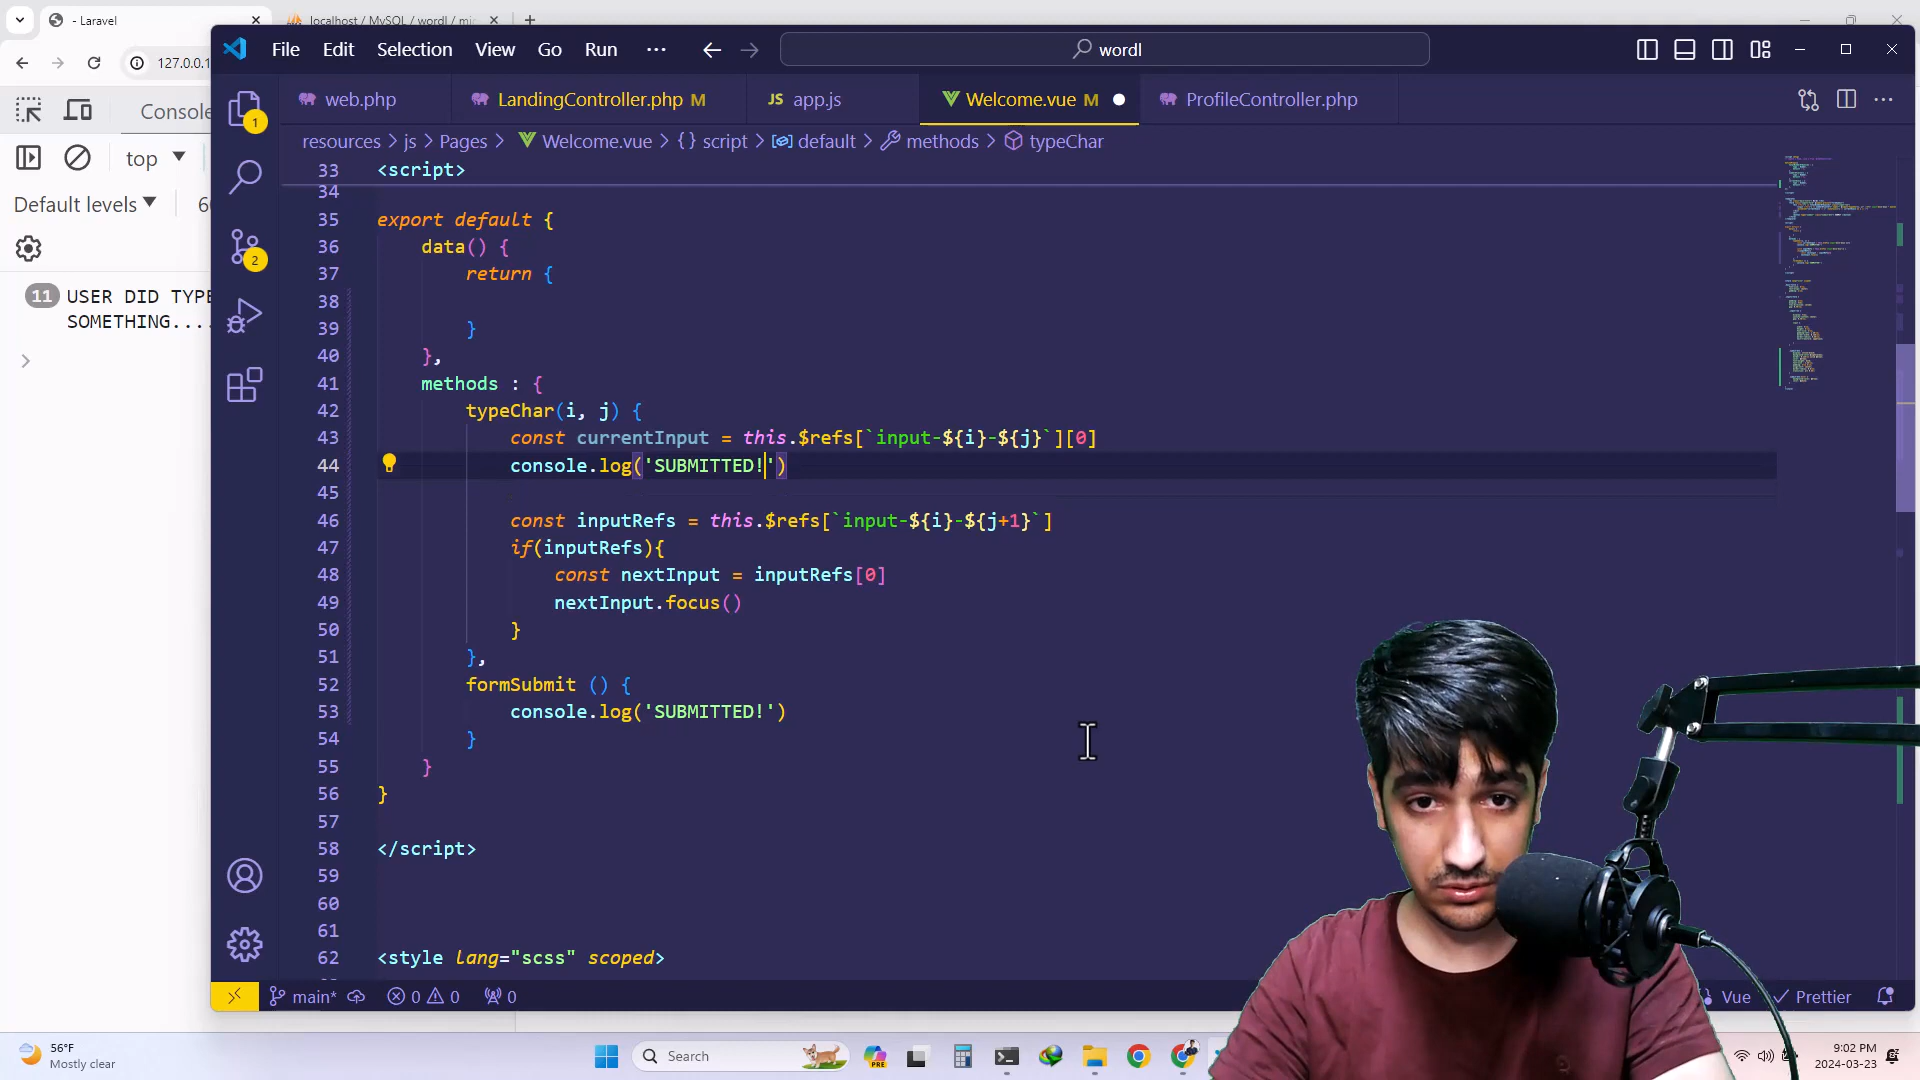 - Laravel
localhost / MySQL / wordl /
127.0.0.1
Console
top
Default levels
11
USER DID TYPE
SOMETHING....
File Edit Selection View Go Run ···
wordl
web.php
LandingController.php M
JS app.js
Welcome.vue M
ProfileController.php
resources > js > Pages > Welcome.vue > {} script > default > methods > typeChar
1
2
33 <script>
34
35 export default {
36 data() {
37 return {
38
39 }
40 },
41 methods : {
42 typeChar(i, j) {
43 const currentInput = this.$refs[`input-${i}-${j}`][0]
44 console.log('SUBMITTED!')
45
46 const inputRefs = this.$refs[`input-${i}-${j+1}`]
47 if(inputRefs){
48 const nextInput = inputRefs[0]
49 nextInput.focus()
50 }
51 },
52 formSubmit () {
53 console.log('SUBMITTED!')
54 }
55 }
56 }
57
58 </script>
59
60
61
62 <style lang="scss" scoped>
main* 0 0 0
Vue Prettier
56°F
Mostly clear
Search
PRE
9:02 PM
2024-03-23